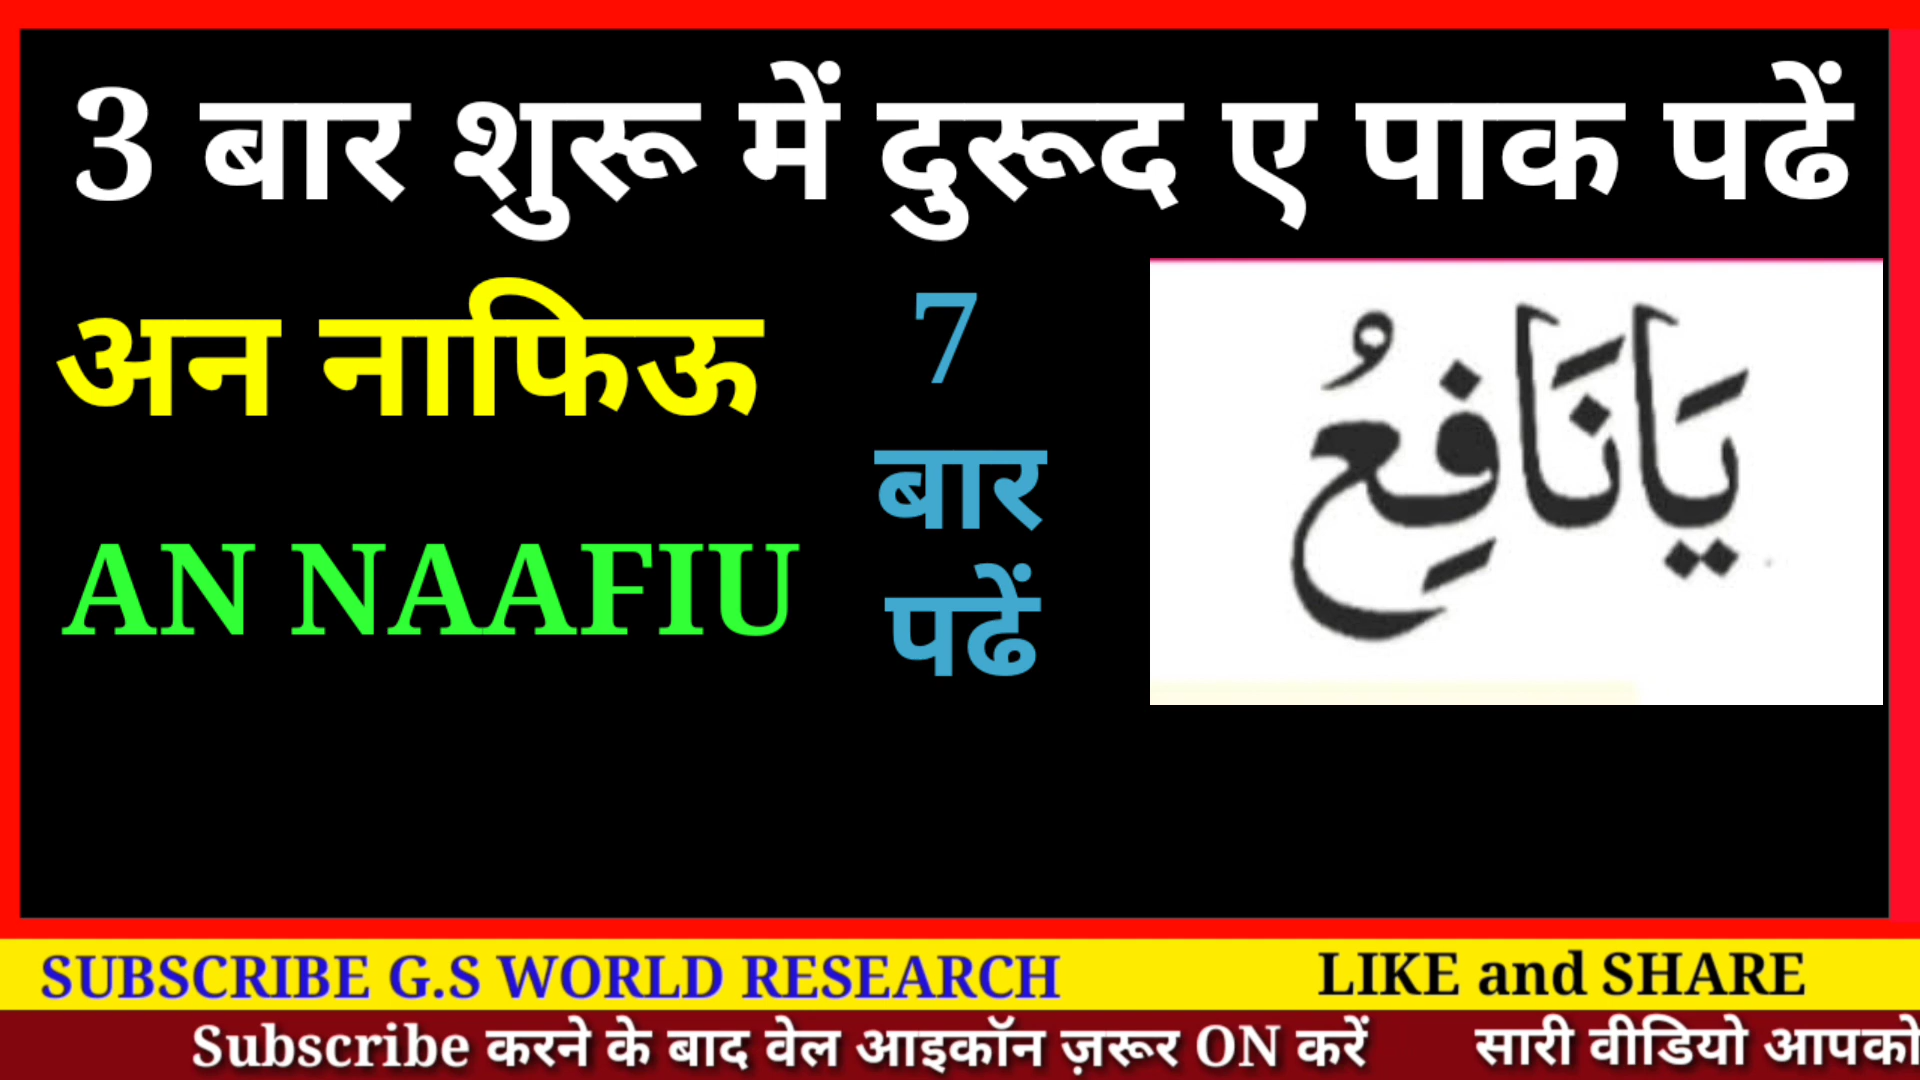 3 बार शुरू में दुरूद ए पाक पढें
अन नाफिऊ
AN NAAFIU
7
बार
पढें
يَانَافِعُ
SUBSCRIBE G.S WORLD RESEARCH
LIKE and SHARE
Subscribe करने के बाद वेल आइकॉन ज़रूर ON करें
सारी वीडियो आपको